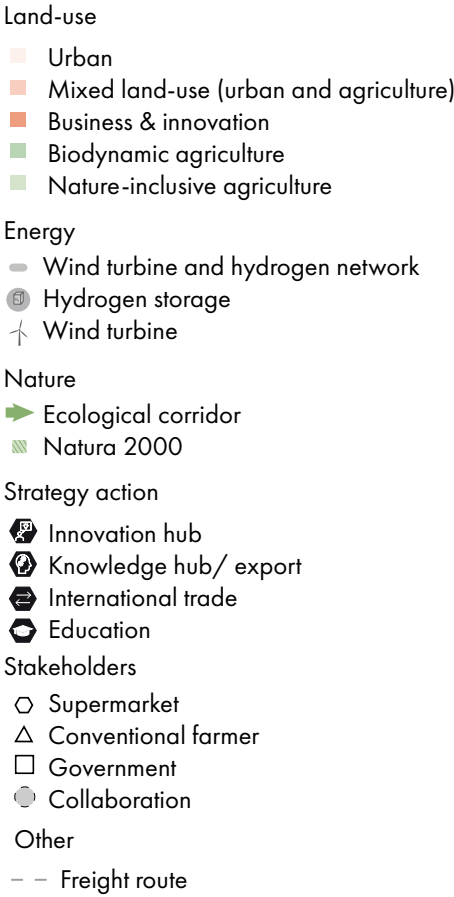 Land-use
Urban
Mixed land-use (urban and agriculture)
Business & innovation
Biodynamic agriculture
Nature-inclusive agriculture
Energy
Wind turbine and hydrogen network
Hydrogen storage
Wind turbine
Nature
Ecological corridor
Natura 2000
Strategy action
Innovation hub
Knowledge hub/ export
International trade
Education
Stakeholders
Supermarket
Conventional farmer
Government
Collaboration
Other
Freight route